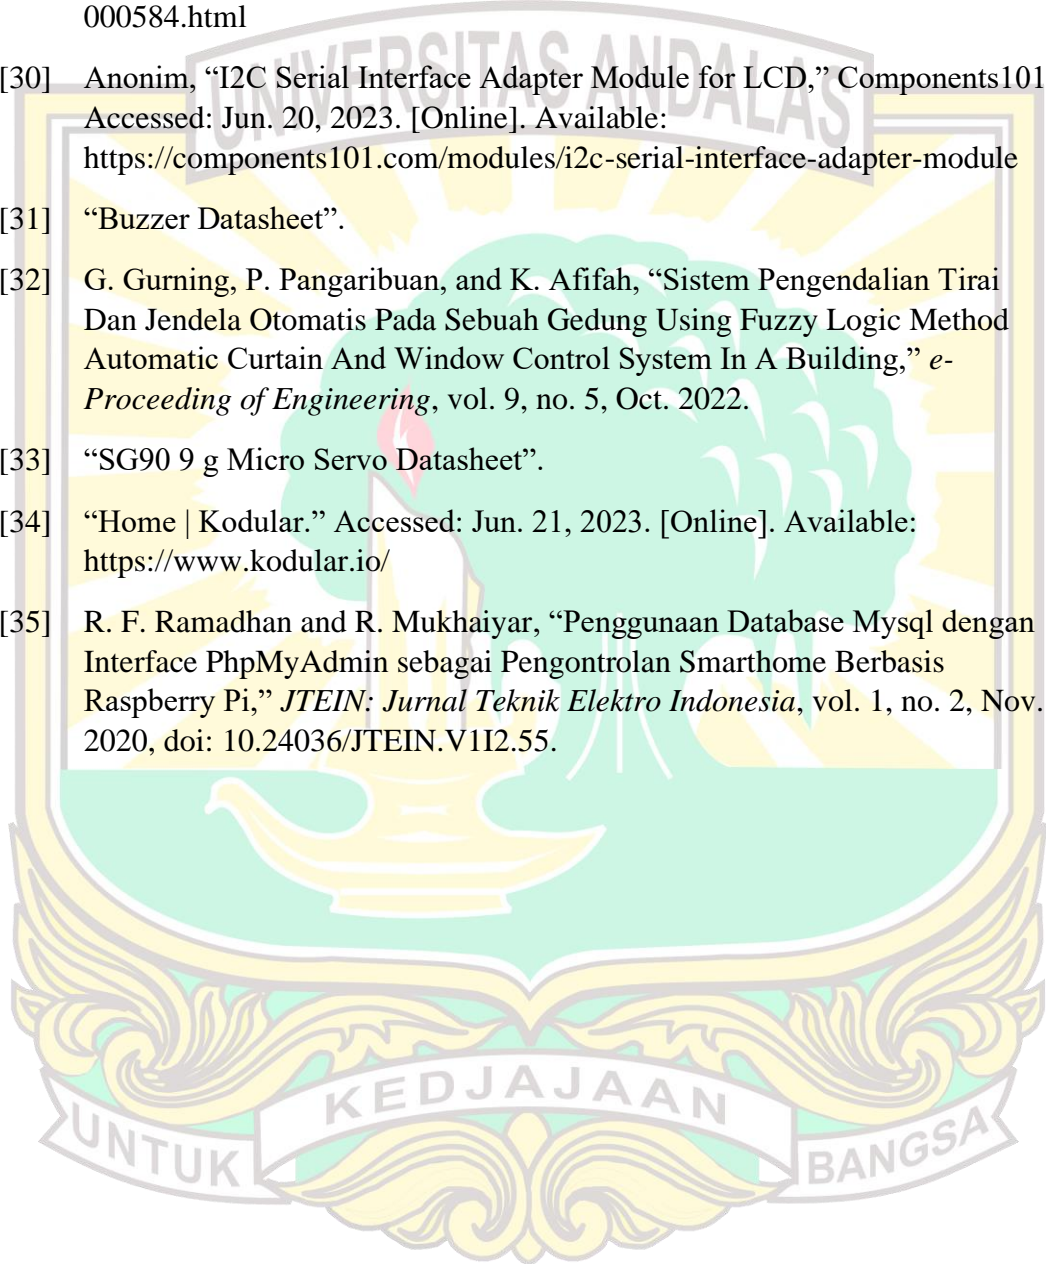 000584.html
UNIVERSITAS ANDALAS
[30] Anonim, “I2C Serial Interface Adapter Module for LCD,” Components101
Accessed: Jun. 20, 2023. [Online]. Available:
https://components101.com/modules/i2c-serial-interface-adapter-module
[31] “Buzzer Datasheet”.
[32] G. Gurning, P. Pangaribuan, and K. Afifah, “Sistem Pengendalian Tirai
Dan Jendela Otomatis Pada Sebuah Gedung Using Fuzzy Logic Method
Automatic Curtain And Window Control System In A Building,” e-
Proceeding of Engineering, vol. 9, no. 5, Oct. 2022.
[33] “SG90 9 g Micro Servo Datasheet”.
[34] “Home | Kodular.” Accessed: Jun. 21, 2023. [Online]. Available:
https://www.kodular.io/
[35] R. F. Ramadhan and R. Mukhaiyar, “Penggunaan Database Mysql dengan
Interface PhpMyAdmin sebagai Pengontrolan Smarthome Berbasis
Raspberry Pi,” JTEIN: Jurnal Teknik Elektro Indonesia, vol. 1, no. 2, Nov.
2020, doi: 10.24036/JTEIN.V1I2.55.
UNTUK KEDJAJAAN BANGSA